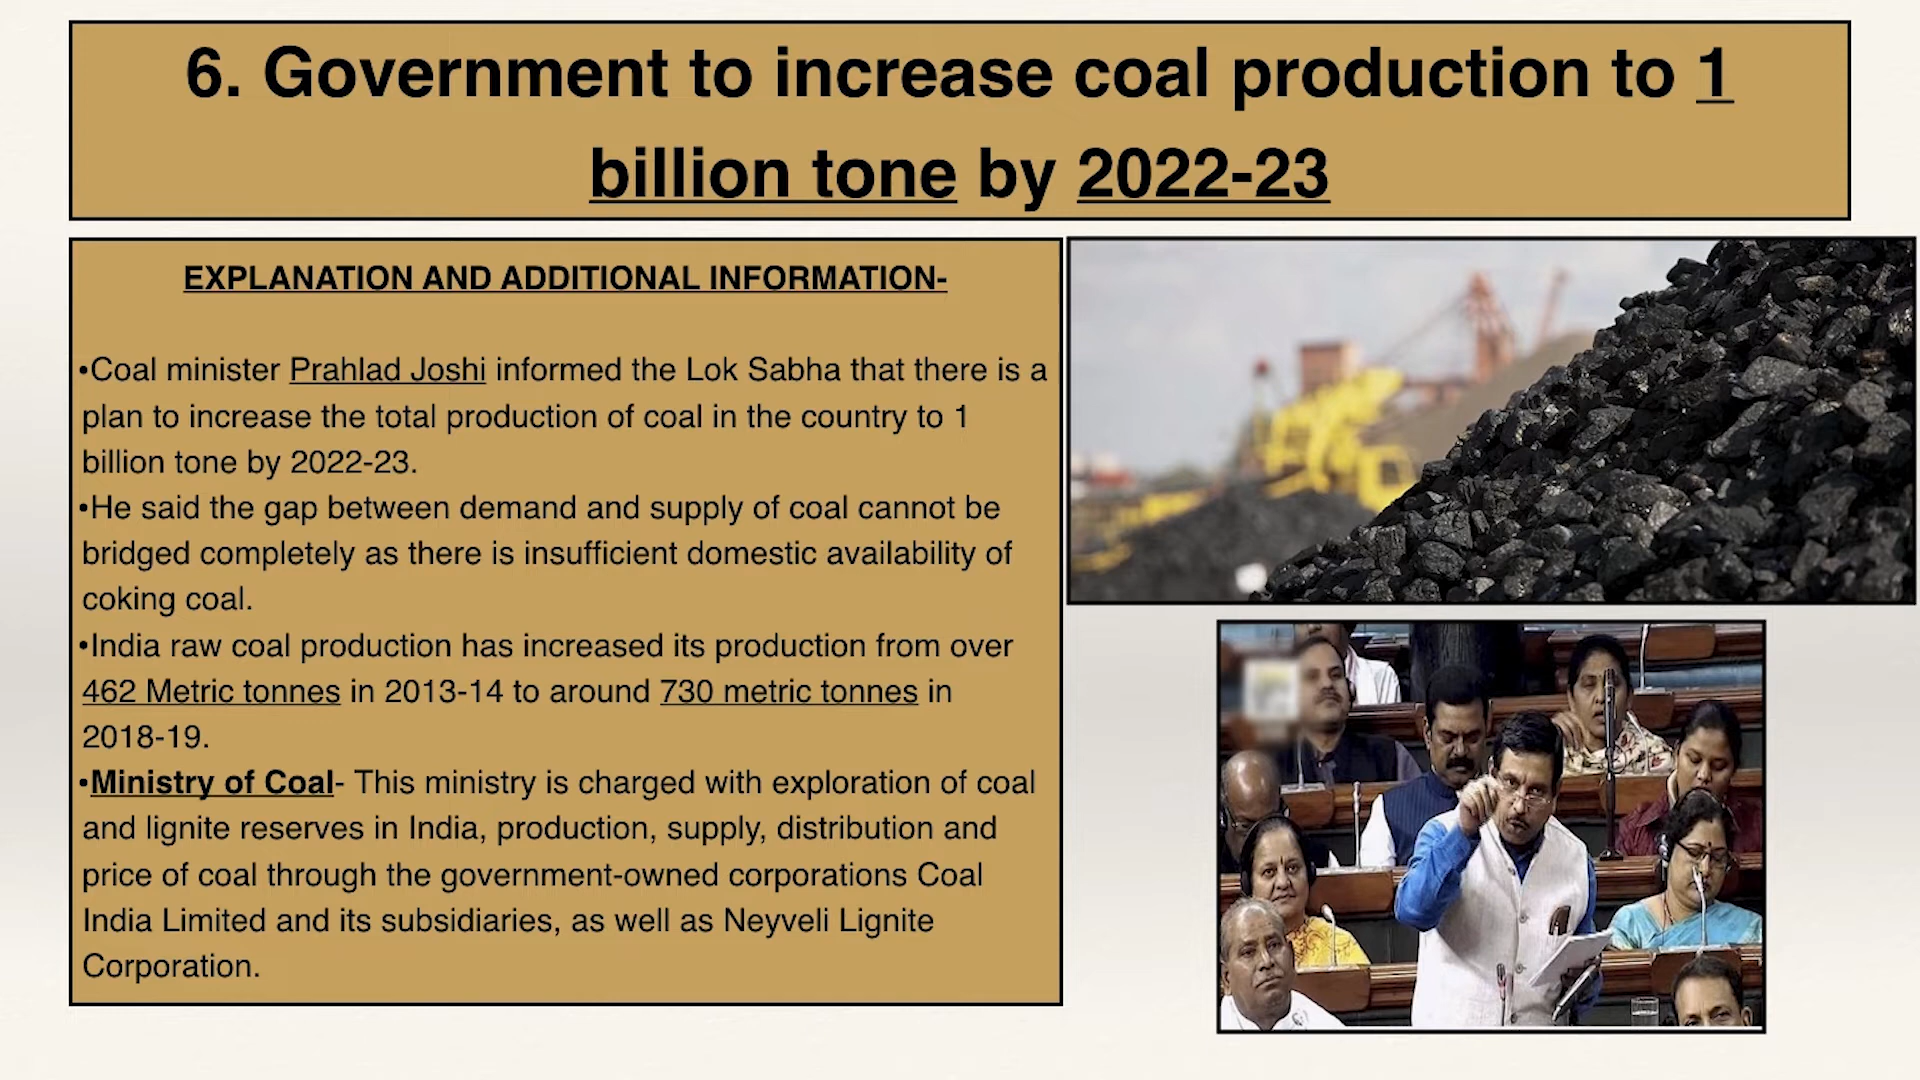 6. Government to increase coal production to 1
billion tone by 2022-23
EXPLANATION AND ADDITIONAL INFORMATION-
•Coal minister Prahlad Joshi informed the Lok Sabha that there is a
plan to increase the total production of coal in the country to 1
billion tone by 2022-23.
•He said the gap between demand and supply of coal cannot be
bridged completely as there is insufficient domestic availability of
coking coal.
•India raw coal production has increased its production from over
462 Metric tonnes in 2013-14 to around 730 metric tonnes in
2018-19.
•Ministry of Coal- This ministry is charged with exploration of coal
and lignite reserves in India, production, supply, distribution and
price of coal through the government-owned corporations Coal
India Limited and its subsidiaries, as well as Neyveli Lignite
Corporation.